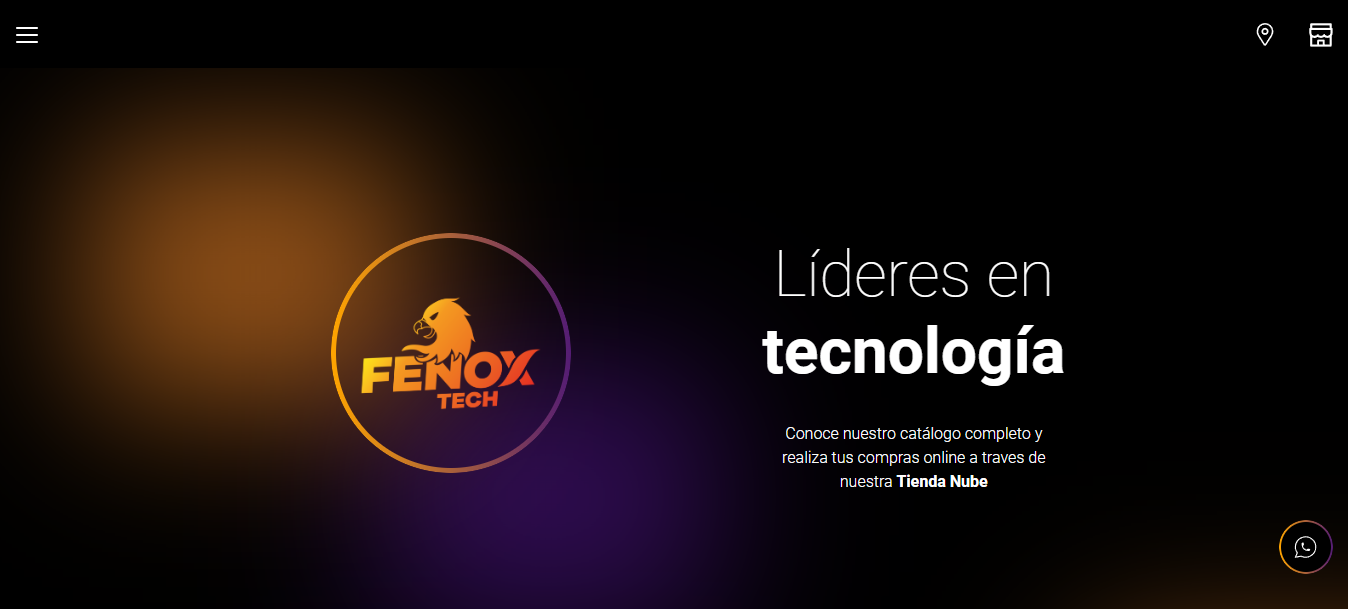 FENOX
TECH
Líderes en
tecnología
Conoce nuestro catálogo completo y
realiza tus compras online a traves de
nuestra Tienda Nube